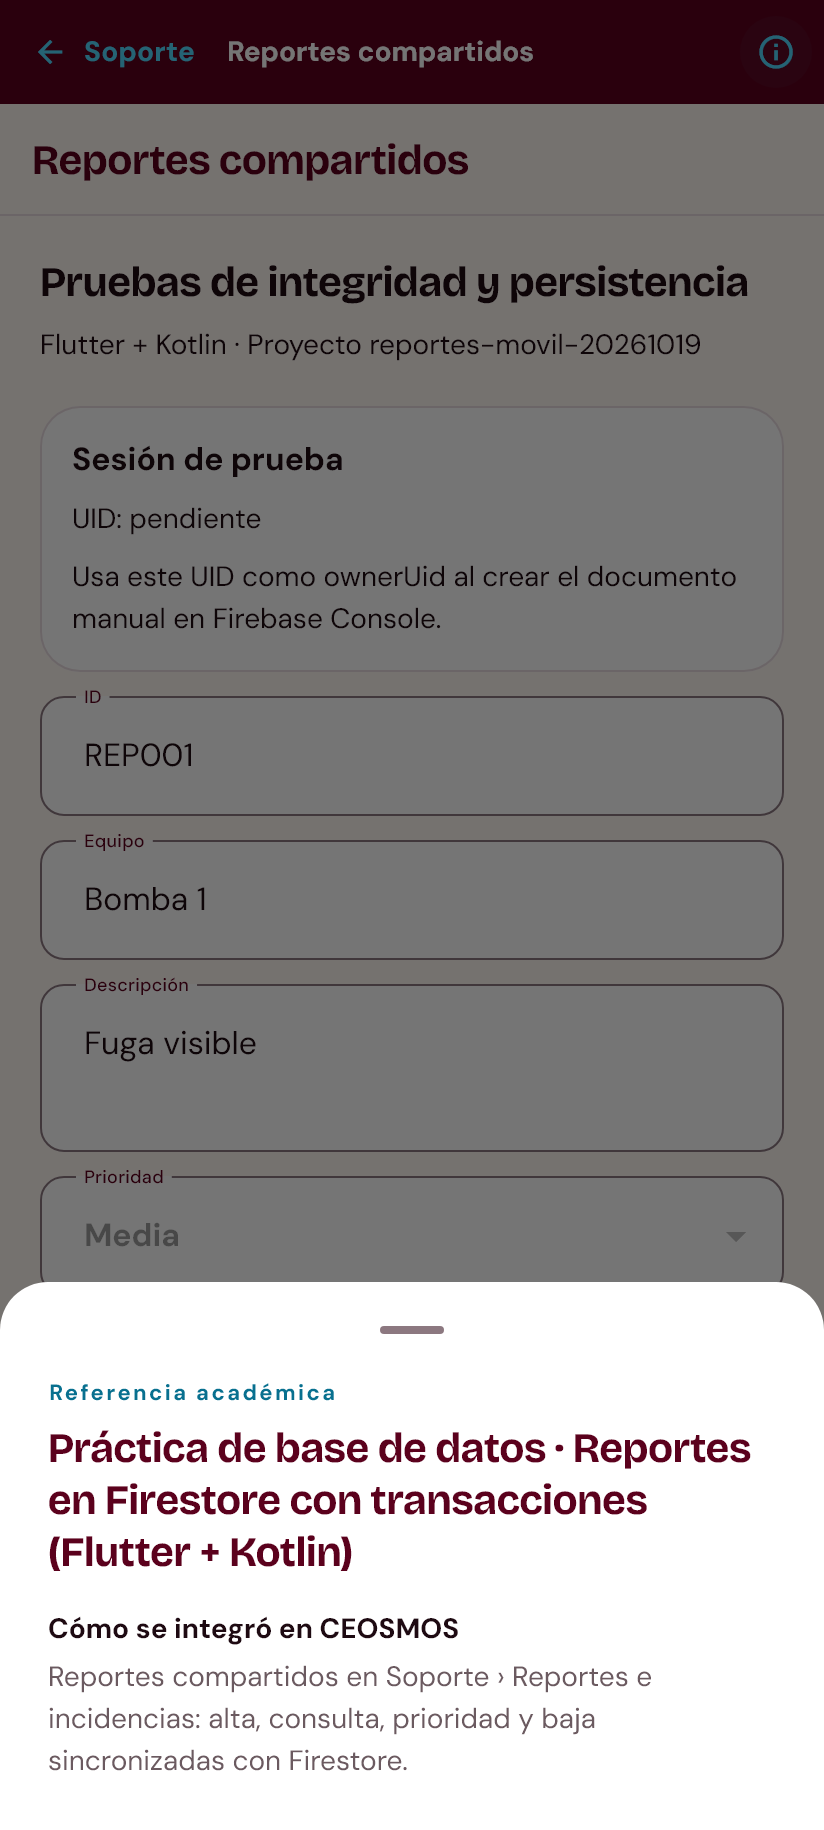 Soporte Reportes compartidos
Reportes compartidos
Pruebas de integridad y persistencia
Flutter + Kotlin · Proyecto reportes-movil-20261019
Sesión de prueba
UID: pendiente
Usa este UID como ownerUid al crear el documento
manual en Firebase Console.
ID
REP001
Equipo
Bomba 1
Descripción
Fuga visible
Prioridad
Media
Referencia académica
Práctica de base de datos · Reportes
en Firestore con transacciones
(Flutter + Kotlin)
Cómo se integró en CEOSMOS
Reportes compartidos en Soporte › Reportes e
incidencias: alta, consulta, prioridad y baja
sincronizadas con Firestore.